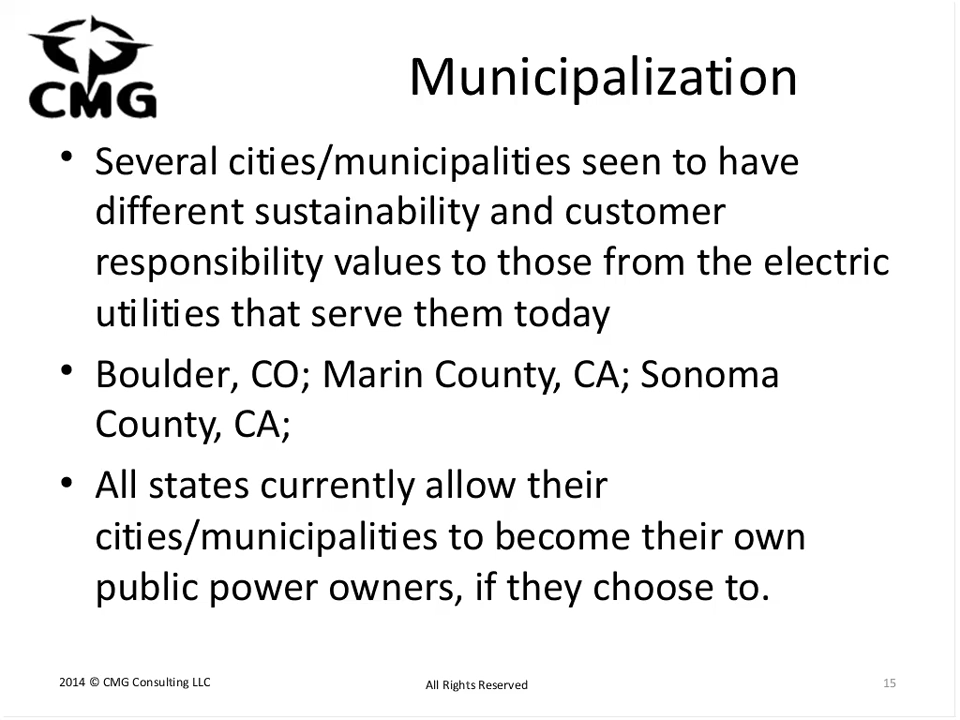 CMG
Municipalization
• Several cities/municipalities seen to have
different sustainability and customer
responsibility values to those from the electric
utilities that serve them today
• Boulder, CO; Marin County, CA; Sonoma
County, CA;
• All states currently allow their
cities/municipalities to become their own
public power owners, if they choose to.
2014 © CMG Consulting LLC
All Rights Reserved
15